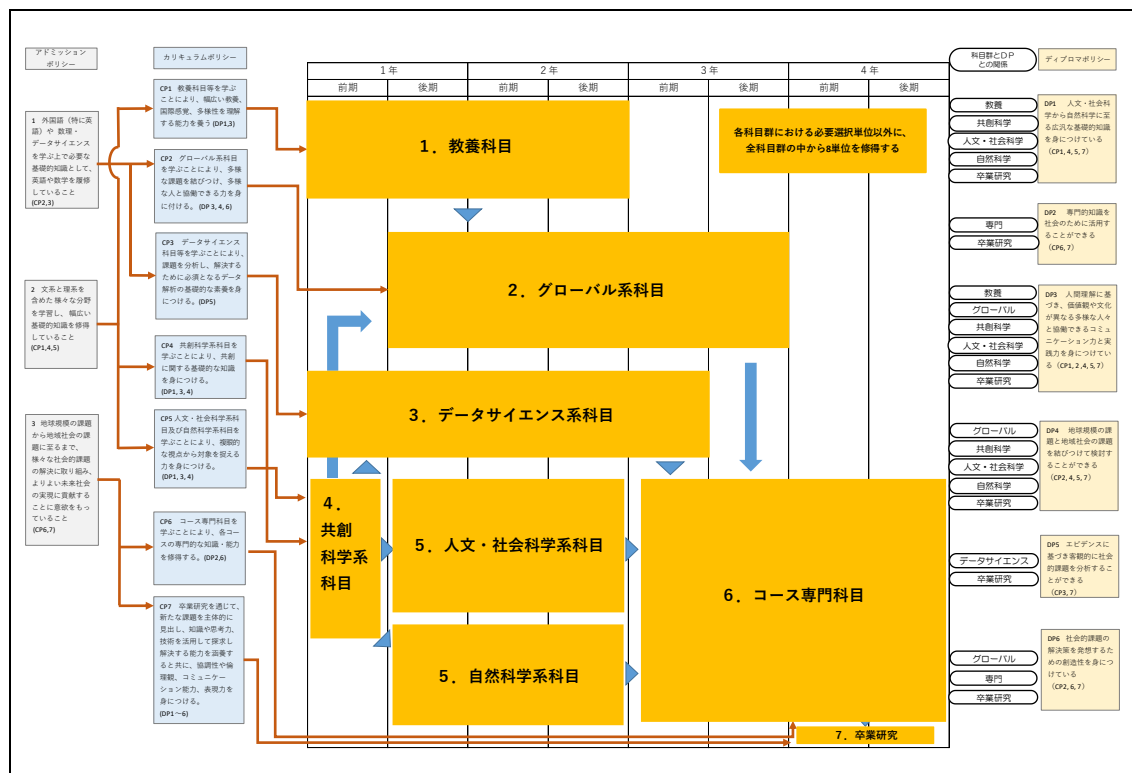 アドミッション
ポリシー
1 外国語（特に英
語）や 数理・
データサイエンス
を学ぶ上で必要な
基礎的知識として、
英語や数学を履修
していること
(CP2,3)
2 文系と理系を
含めた様々な分野
を学習し、幅広い
基礎的知識を修得
していること
(CP1,4,5)
3 地球規模の課題
から地域社会の課
題に至るまで、
様々な社会的課題
の解決に取り組み、
よりよい未来社会
の実現に貢献する
ことに意欲をもっ
ていること
(CP6,7)
カリキュラムポリシー
CP1 教養科目等を学ぶ
ことにより、幅広い教養、
国際感覚、多様性を理解
する能力を養う (DP1,3)
CP2 グローバル系科目
を学ぶことにより、多様
な課題を結びつけ、多様
な人と協働できる力を身
に付ける。(DP 3, 4, 6)
CP3 データサイエンス
科目等を学ぶことにより、
課題を分析し、解決する
ために必須となるデータ
解析の基礎的な素養を身
につける。(DP5)
CP4 共創科学系科目を
学ぶことにより、共創
に関する基礎的な知識
を身につける。
(DP1, 3, 4)
CP5 人文・社会科学系科
目及び自然科学系科目を
学ぶことにより、複眼的
な視点から対象を捉える
力を身につける。
(DP1, 3, 4)
CP6 コース専門科目を
学ぶことにより、各コー
スの専門的な知識・能力
を修得する。(DP2,6)
CP7 卒業研究を通じて、
新たな課題を主体的に
見出し、知識や思考力、
技術を活用して探求し
解決する能力を涵養す
ると共に、協調性や倫
理観、コミュニケー
ション能力、表現力を
身につける。
(DP1～6)
1年
2年
3年
4年
前期
後期
前期
後期
前期
後期
前期
後期
1．教養科目
各科目群における必要選択単位以外に、
全科目群の中から8単位を修得する
2．グローバル系科目
3．データサイエンス系科目
4．
共創
科学系
科目
5．人文・社会科学系科目
5．自然科学系科目
6．コース専門科目
7．卒業研究
科目群とDP
との関係
教養
共創科学
人文・社会科学
自然科学
卒業研究
専門
卒業研究
教養
グローバル
共創科学
人文・社会科学
自然科学
卒業研究
グローバル
共創科学
人文・社会科学
自然科学
卒業研究
データサイエンス
卒業研究
グローバル
専門
卒業研究
ディプロマポリシー
DP1 人文・社会科
学から自然科学に至
る広汎な基礎的知識
を身につけている
（CP1, 4, 5, 7）
DP2 専門的知識を
社会のために活用す
ることができる
（CP6, 7）
DP3 人間理解に基
づき、価値観や文化
が異なる多様な人々
と協働できるコミュ
ニケーション力と実
践力を身につけてい
る（CP1, 2 ,4, 5, 7）
DP4 地球規模の課
題と地域社会の課題
を結びつけて検討す
ることができる
（CP2, 4, 5, 7）
DP5 エビデンスに
基づき客観的に社会
的課題を分析するこ
とができる
（CP3, 7）
DP6 社会的課題の
解決策を発想するた
めの創造性を身につ
けている
（CP2, 6, 7）